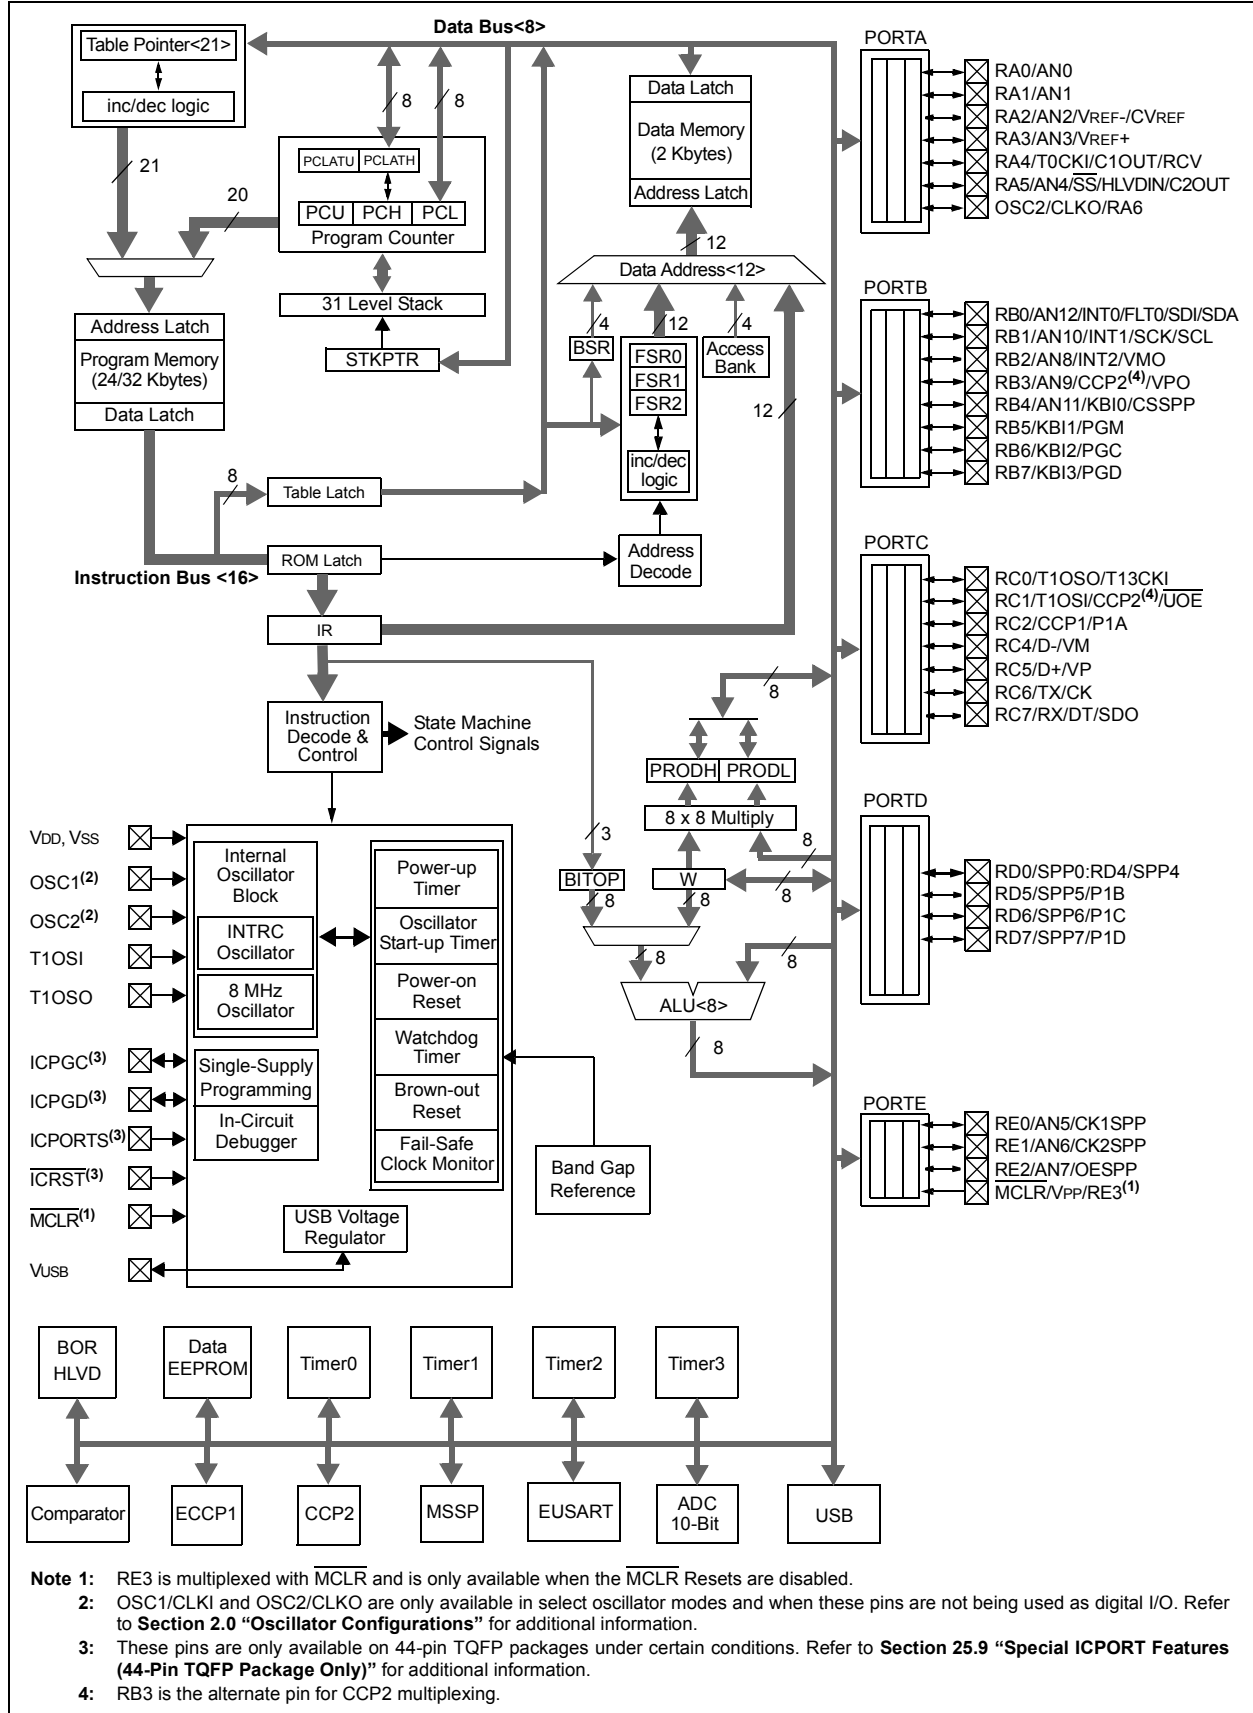 Data Bus<8>
Table Pointer<21>
inc/dec logic
21
20
8
8
PCLATU PCLATH
PCU PCH PCL
Program Counter
31 Level Stack
STKPTR
Address Latch
Program Memory
(24/32 Kbytes)
Data Latch
8
Table Latch
Instruction Bus <16>
ROM Latch
IR
Instruction
Decode &
Control
State Machine
Control Signals
Data Latch
Data Memory
(2 Kbytes)
Address Latch
12
Data Address<12>
4
12
4
BSR
FSR0
FSR1
FSR2
Access
Bank
12
inc/dec
logic
Address
Decode
8
PRODH PRODL
8 x 8 Multiply
3
8
BITOP
W
8
8
8
8
8
ALU<8>
8
VDD, VSS
OSC1(2)
OSC2(2)
T1OSI
T1OSO
ICPGC(3)
ICPGD(3)
ICPORTS(3)
ICRST(3)
MCLR(1)
VUSB
Internal
Oscillator
Block
INTRC
Oscillator
8 MHz
Oscillator
Single-Supply
Programming
In-Circuit
Debugger
Power-up
Timer
Oscillator
Start-up Timer
Power-on
Reset
Watchdog
Timer
Brown-out
Reset
Fail-Safe
Clock Monitor
USB Voltage
Regulator
Band Gap
Reference
PORTA
RA0/AN0
RA1/AN1
RA2/AN2/VREF-/CVREF
RA3/AN3/VREF+
RA4/T0CKI/C1OUT/RCV
RA5/AN4/SS/HLVDIN/C2OUT
OSC2/CLKO/RA6
PORTB
RB0/AN12/INT0/FLT0/SDI/SDA
RB1/AN10/INT1/SCK/SCL
RB2/AN8/INT2/VMO
RB3/AN9/CCP2(4)/VPO
RB4/AN11/KBI0/CSSPP
RB5/KBI1/PGM
RB6/KBI2/PGC
RB7/KBI3/PGD
PORTC
RC0/T1OSO/T13CKI
RC1/T1OSI/CCP2(4)/UOE
RC2/CCP1/P1A
RC4/D-/VM
RC5/D+/VP
RC6/TX/CK
RC7/RX/DT/SDO
PORTD
RD0/SPP0:RD4/SPP4
RD5/SPP5/P1B
RD6/SPP6/P1C
RD7/SPP7/P1D
PORTE
RE0/AN5/CK1SPP
RE1/AN6/CK2SPP
RE2/AN7/OESPP
MCLR/VPP/RE3(1)
BOR
HLVD
Data
EEPROM
Timer0
Timer1
Timer2
Timer3
Comparator
ECCP1
CCP2
MSSP
EUSART
ADC
10-Bit
USB
Note 1: RE3 is multiplexed with MCLR and is only available when the MCLR Resets are disabled.
2: OSC1/CLKI and OSC2/CLKO are only available in select oscillator modes and when these pins are not being used as digital I/O. Refer
to Section 2.0 “Oscillator Configurations” for additional information.
3: These pins are only available on 44-pin TQFP packages under certain conditions. Refer to Section 25.9 “Special ICPORT Features
(44-Pin TQFP Package Only)” for additional information.
4: RB3 is the alternate pin for CCP2 multiplexing.